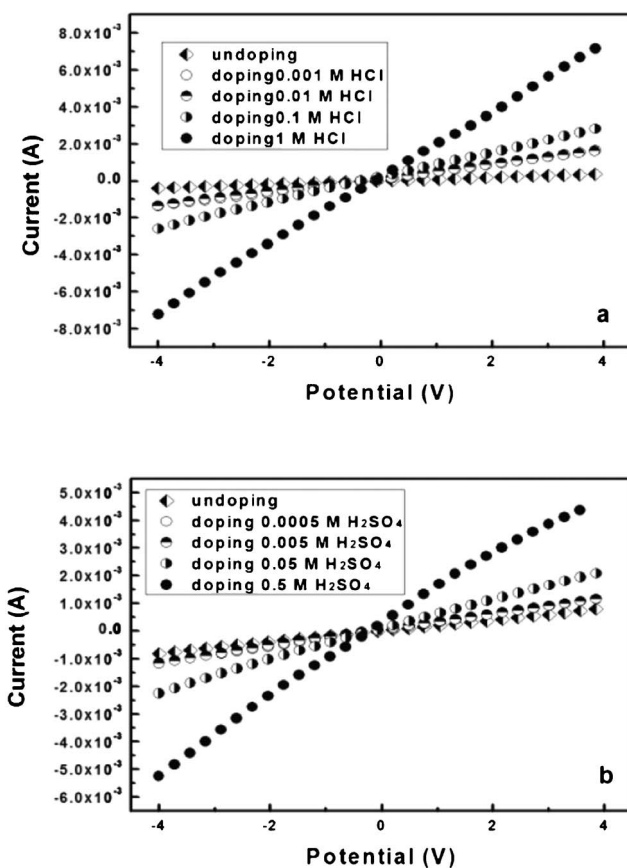 8.0x10⁻³
6.0x10⁻³
4.0x10⁻³
2.0x10⁻³
0.0
-2.0x10⁻³
-4.0x10⁻³
-6.0x10⁻³
-8.0x10⁻³
Current (A)
undoping
doping0.001 M HCl
doping0.01 M HCl
doping0.1 M HCl
doping1 M HCl
a
-4 -2 0 2 4
Potential (V)
5.0x10⁻³
4.0x10⁻³
3.0x10⁻³
2.0x10⁻³
1.0x10⁻³
0.0
-1.0x10⁻³
-2.0x10⁻³
-3.0x10⁻³
-4.0x10⁻³
-5.0x10⁻³
-6.0x10⁻³
Current (A)
undoping
doping 0.0005 M H₂SO₄
doping 0.005 M H₂SO₄
doping 0.05 M H₂SO₄
doping 0.5 M H₂SO₄
b
-4 -2 0 2 4
Potential (V)